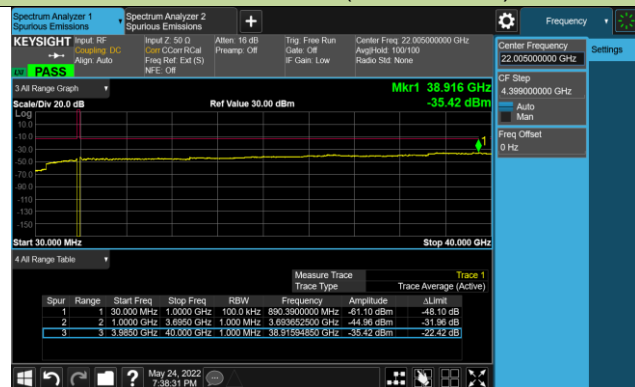 Spectrum Analyzer 1
Spurious Emissions
Spectrum Analyzer 2
Spurious Emissions
Frequency
KEYSIGHT
Input: RF
Coupling: DC
Align: Auto
Input Z: 50 Ω
Corr CCorr RCal
Freq Ref: Ext (S)
NFE: Off
Atten: 16 dB
Preamp: Off
Trig: Free Run
Gate: Off
IF Gain: Low
Center Freq: 22.005000000 GHz
Avg|Hold: 100/100
Radio Std: None
PASS
Center Frequency
22.005000000 GHz
Settings
CF Step
4.399000000 GHz
Auto
Man
Freq Offset
0 Hz
3 All Range Graph
Mkr1 38.916 GHz
Scale/Div 20.0 dB
Ref Value 30.00 dBm
-35.42 dBm
Log
10.0
-10.0
-30.0
-50.0
-70.0
-90.0
-110
-130
-150
1
Start 30.000 MHz
Stop 40.000 GHz
4 All Range Table
Measure Trace Trace 1
Trace Type Trace Average (Active)
Spur Range Start Freq Stop Freq RBW Frequency Amplitude ΔLimit
1 1 30.000 MHz 1.0000 GHz 100.0 kHz 890.3900000 MHz -61.10 dBm -48.10 dB
2 2 1.0000 GHz 3.6950 GHz 1.000 MHz 3.693652500 GHz -44.96 dBm -31.96 dB
3 3 3.9850 GHz 40.000 GHz 1.000 MHz 38.91594850 GHz -35.42 dBm -22.42 dB
May 24, 2022
7:38:31 PM